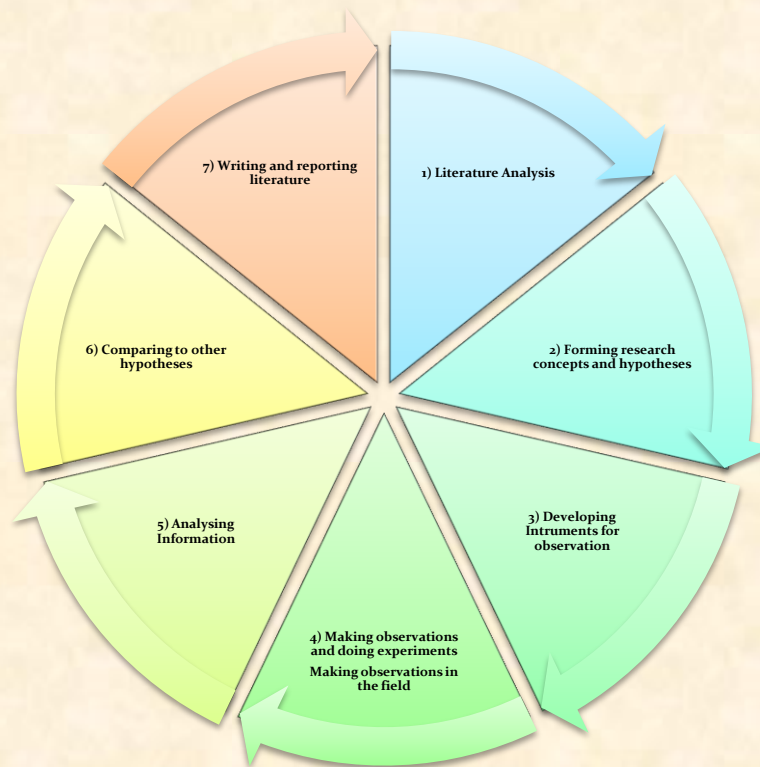 1) Literature Analysis
2) Forming research
concepts and hypotheses
3) Developing
Intruments for
observation
4) Making observations
and doing experiments
Making observations in
the field
5) Analysing
Information
6) Comparing to other
hypotheses
7) Writing and reporting
literature